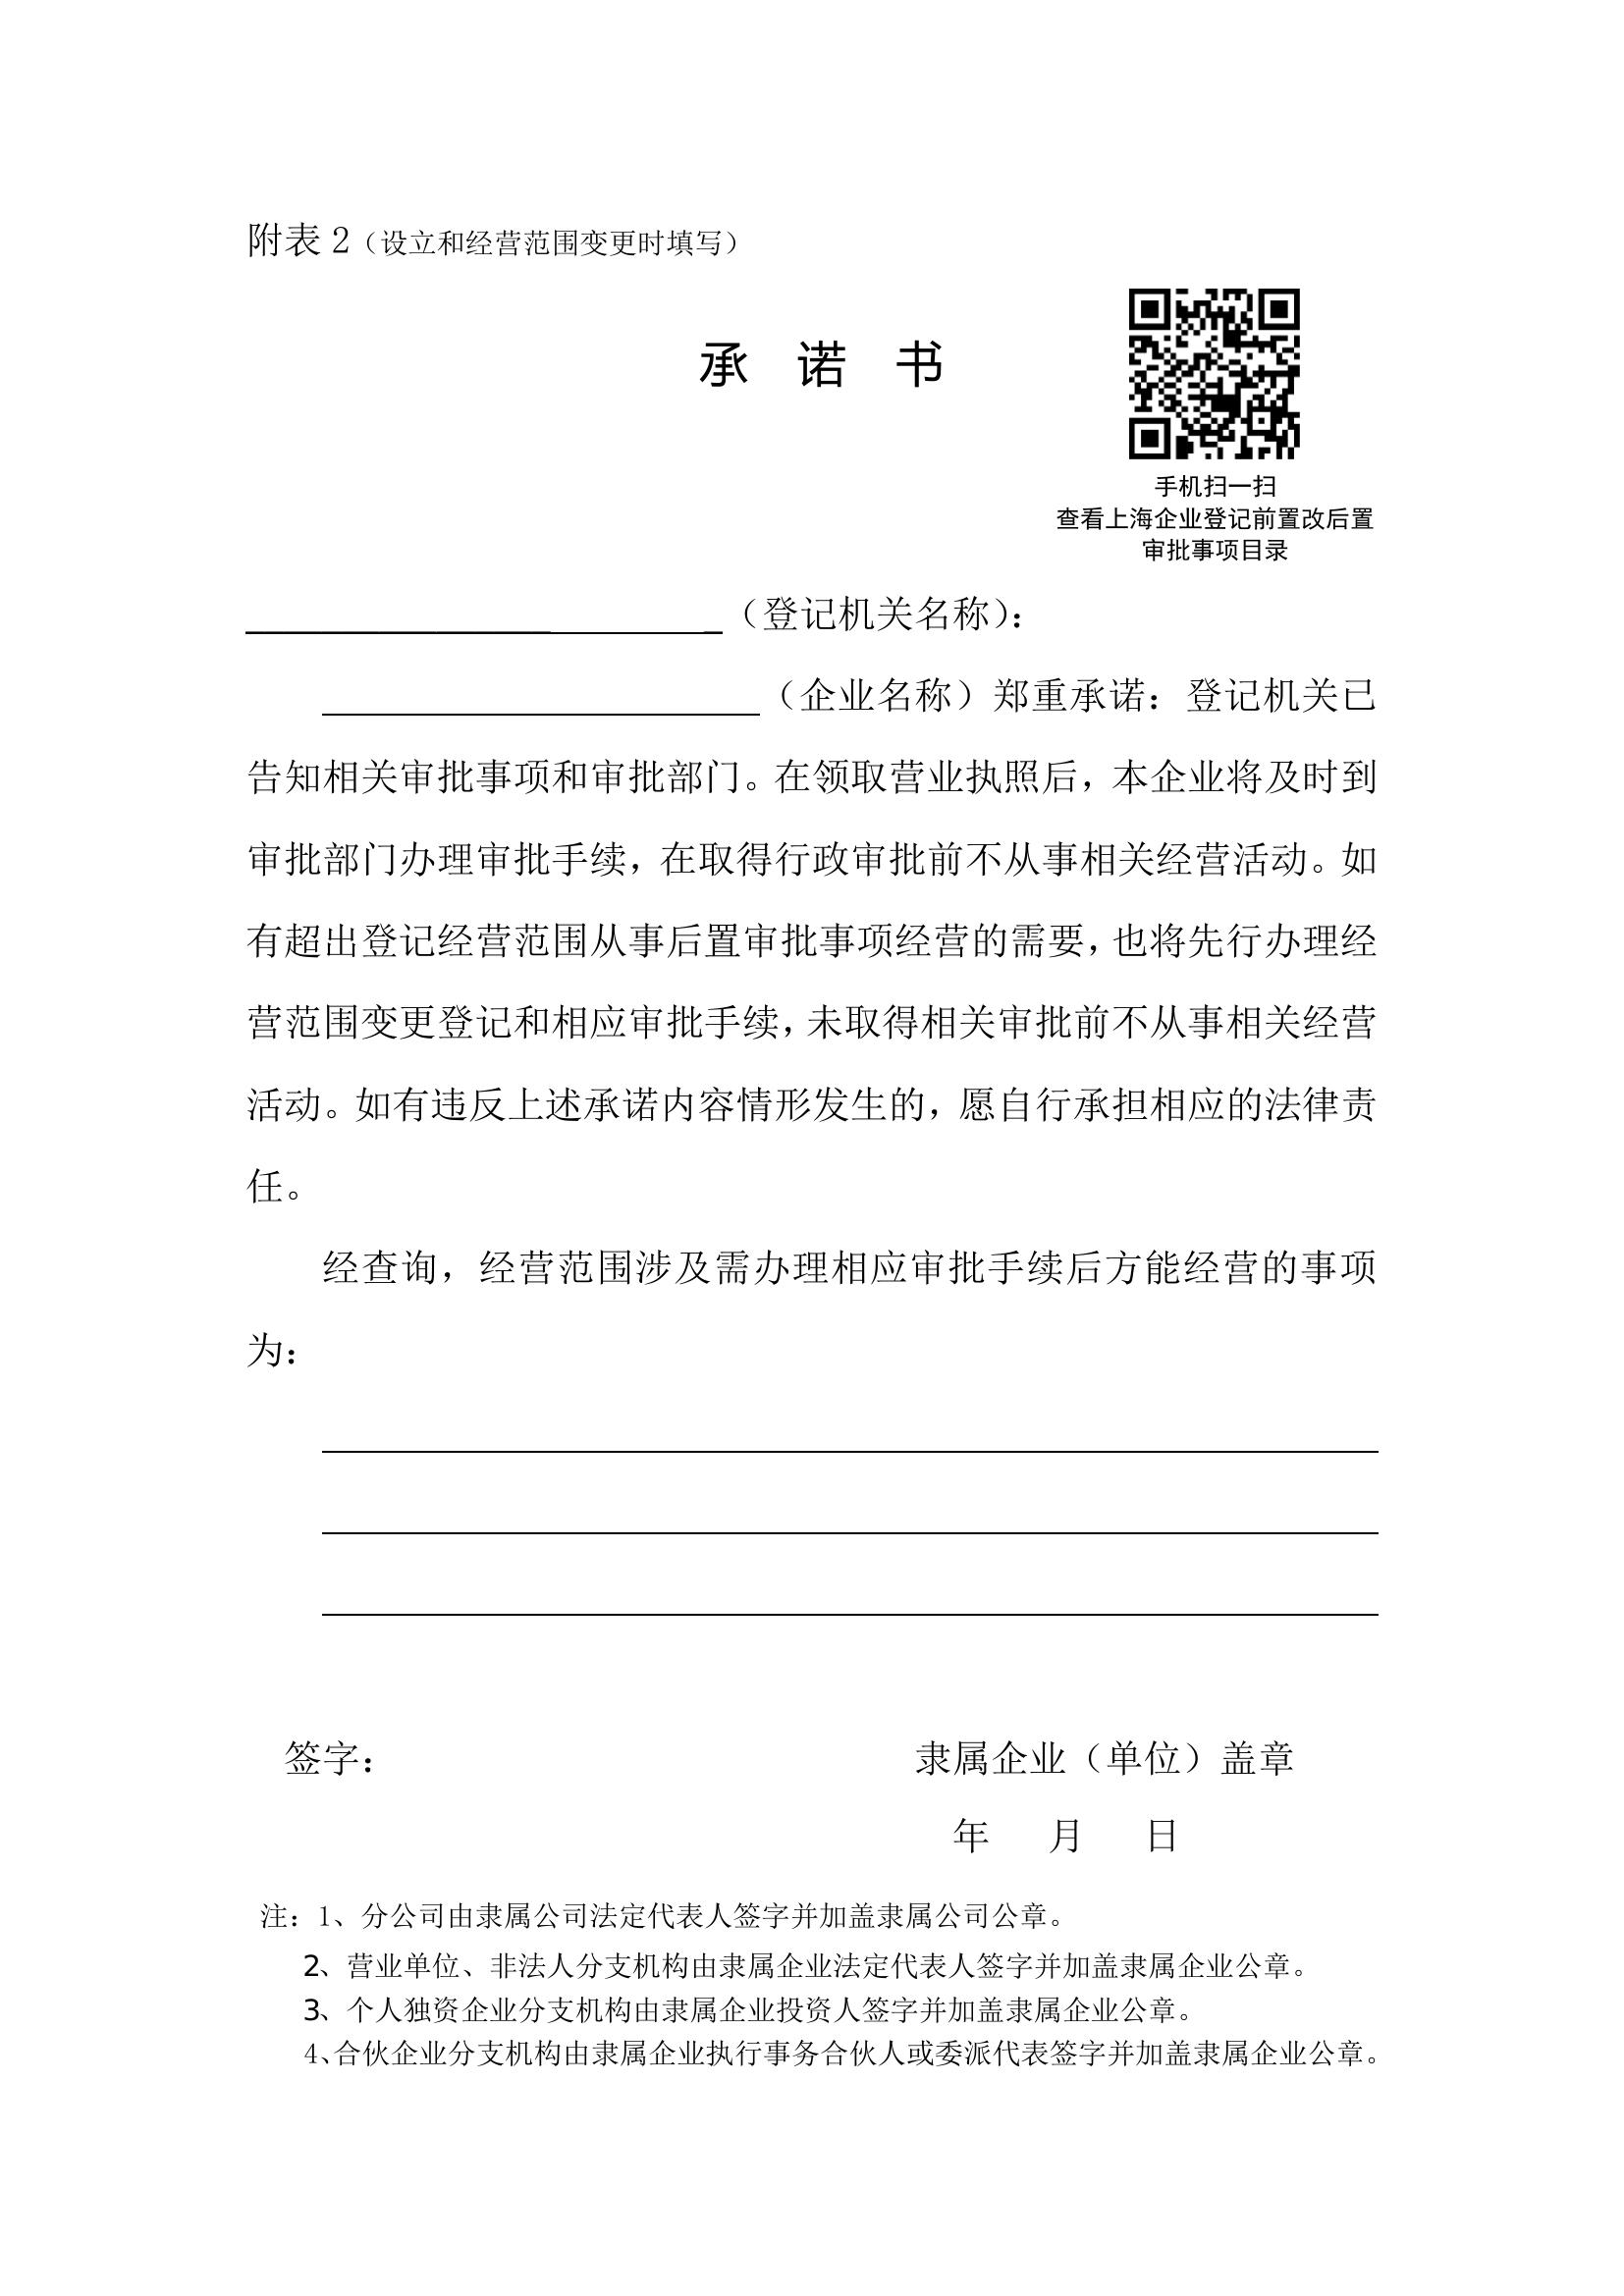 附表 2（设立和经营范围变更时填写）
承 诺 书
手机扫一扫
查看上海企业登记前置改后置
审批事项目录
（登记机关名称）：
（企业名称）郑重承诺：登记机关已
告知相关审批事项和审批部门。在领取营业执照后，本企业将及时到
审批部门办理审批手续，在取得行政审批前不从事相关经营活动。如
有超出登记经营范围从事后置审批事项经营的需要，也将先行办理经
营范围变更登记和相应审批手续，未取得相关审批前不从事相关经营
活动。如有违反上述承诺内容情形发生的，愿自行承担相应的法律责
任。
经查询，经营范围涉及需办理相应审批手续后方能经营的事项
为：
签字： 隶属企业（单位）盖章
年 月 日
注：1、分公司由隶属公司法定代表人签字并加盖隶属公司公章。
2、营业单位、非法人分支机构由隶属企业法定代表人签字并加盖隶属企业公章。
3、个人独资企业分支机构由隶属企业投资人签字并加盖隶属企业公章。
4、合伙企业分支机构由隶属企业执行事务合伙人或委派代表签字并加盖隶属企业公章。